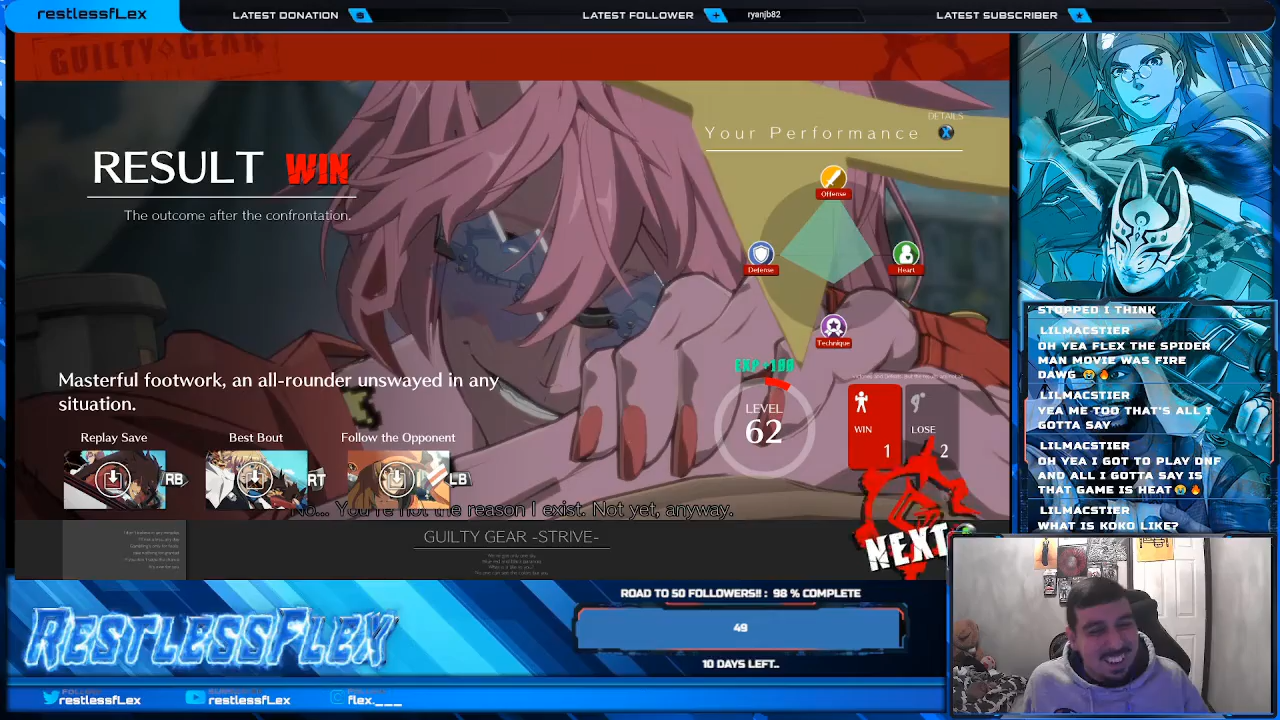 restlessfLex
LATEST DONATION
LATEST FOLLOWER
ryanjb82
LATEST SUBSCRIBER
GUILTY GEAR
DETAILS
X
Your Performance
RESULT WIN
The outcome after the confrontation.
Offense
Defense
Heart
Technique
EXP +100
LEVEL
62
WIN
1
LOSE
2
Masterful footwork, an all-rounder unswayed in any
situation.
Replay Save
Best Bout
Follow the Opponent
RB
RT
LB
You're not the reason I exist. Not yet, anyway.
GUILTY GEAR -STRIVE-
NEXT
STOPPED I THINK
LILMACSTIER
OH YEA FLEX THE SPIDER
MAN MOVIE WAS FIRE
DAWG 😭🔥
LILMACSTIER
YEA ME TOO THAT'S ALL I
GOTTA SAY
LILMACSTIER
OH YEA I GOT TO PLAY DNF
AND ALL I GOTTA SAY IS
THAT GAME IS HEAT😭🔥
LILMACSTIER
WHAT IS KOKO LIKE?
RESTLESSFLEX
ROAD TO 50 FOLLOWERS!! : 98 % COMPLETE
49
10 DAYS LEFT..
restlessfLex
restlessfLex
flex.___